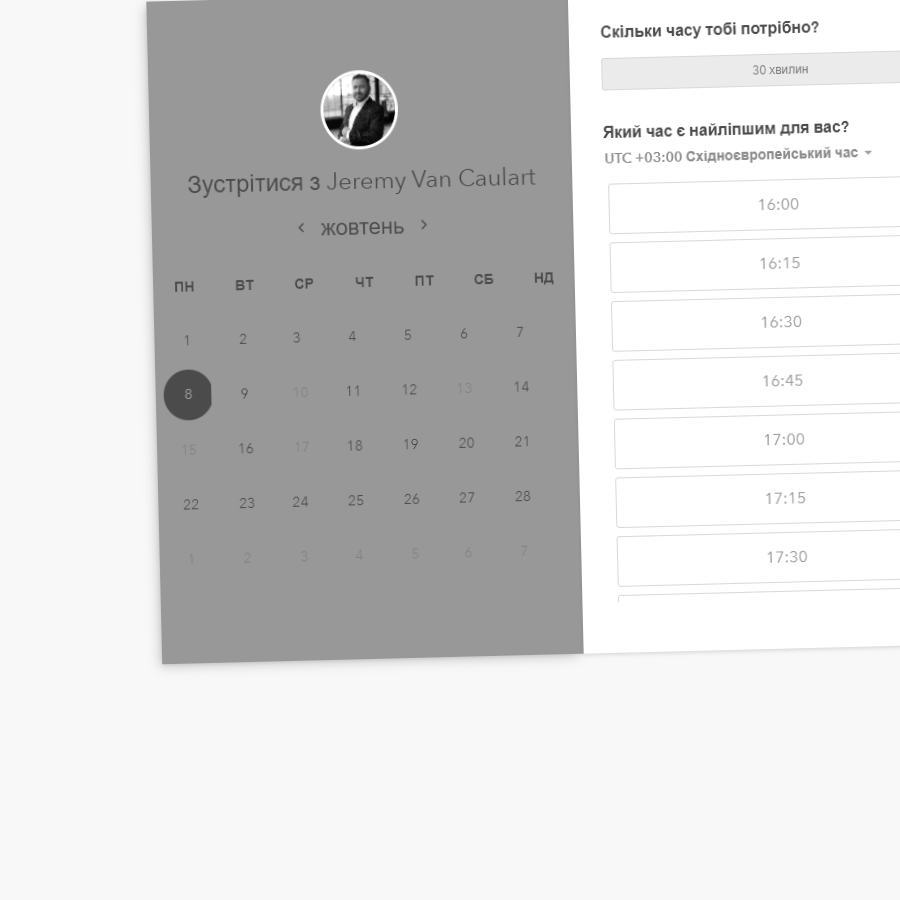 Зустрітися з Jeremy Van Caulart
‹ жовтень ›
ПН ВТ СР ЧТ ПТ СБ НД
1 2 3 4 5 6 7
8 9 10 11 12 13 14
15 16 17 18 19 20 21
22 23 24 25 26 27 28
1 2 3 4 5 6 7
Скільки часу тобі потрібно?
30 хвилин
Який час є найліпшим для вас?
UTC +03:00 Східноєвропейський час
16:00
16:15
16:30
16:45
17:00
17:15
17:30